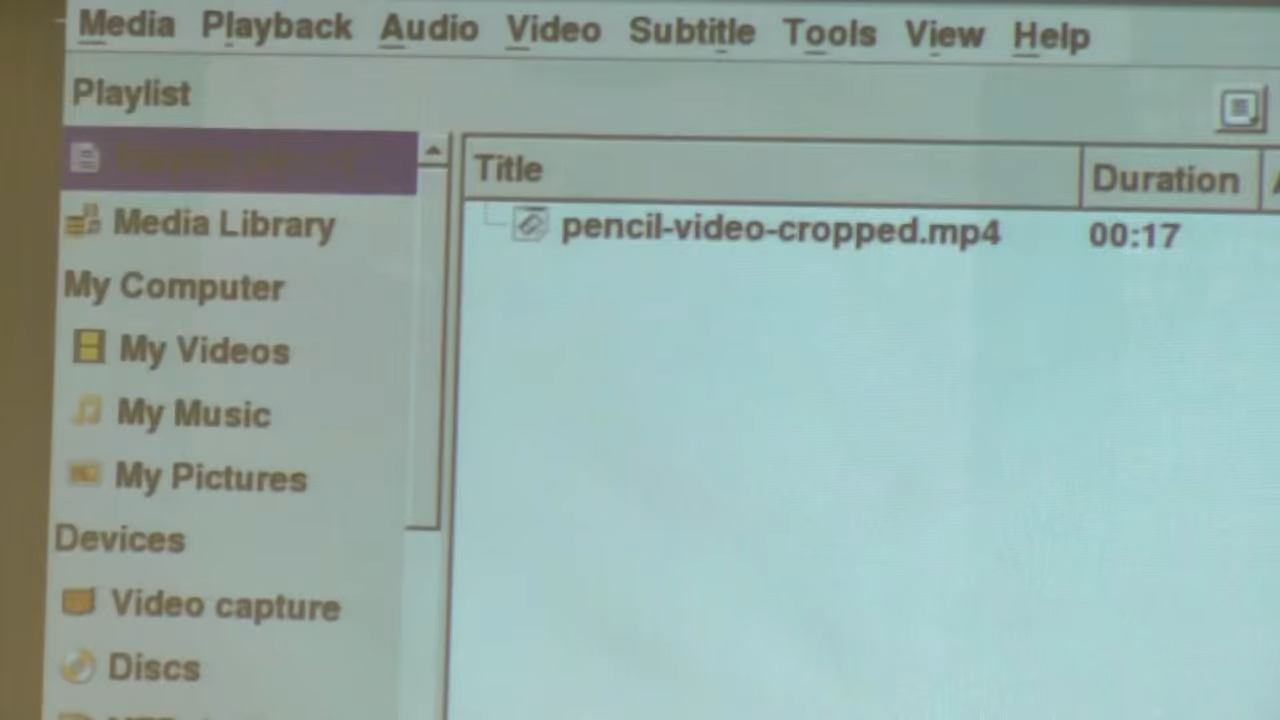 Media Playback Audio Video Subtitle Tools View Help
Playlist
Title Duration
Media Library
pencil-video-cropped.mp4 00:17
My Computer
My Videos
My Music
My Pictures
Devices
Video capture
Discs